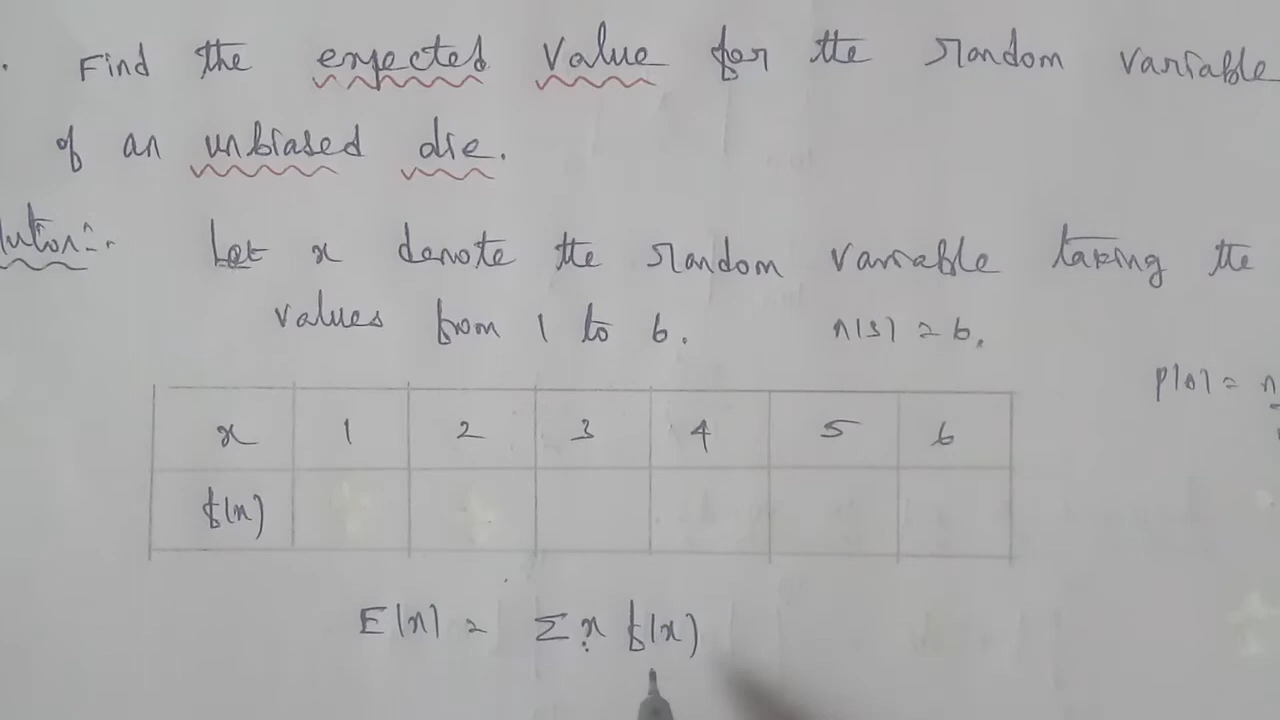 Find the expected value for the random variable
of an unbiased die.
lution:-
Let x denote the random variable taking the
values from 1 to 6. n(s) = 6.
p(A) = n
x 1 2 3 4 5 6
f(x)
E(x) = Σ x f(x)